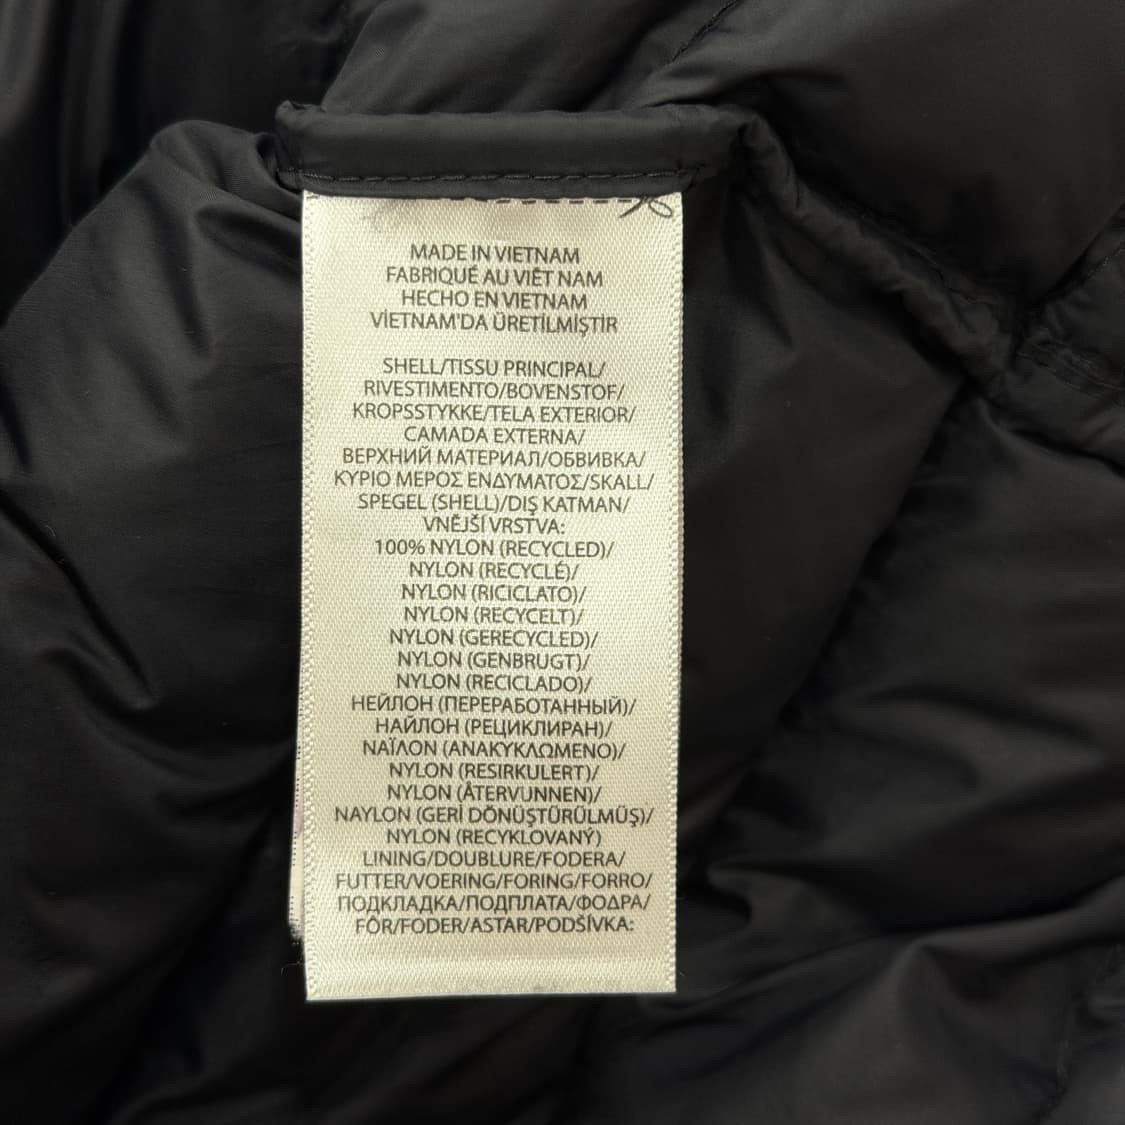 MADE IN VIETNAM
FABRIQUÉ AU VIÊT NAM
HECHO EN VIETNAM
VİETNAM'DA ÜRETİLMİŞTİR
SHELL/TISSU PRINCIPAL/
RIVESTIMENTO/BOVENSTOF/
KROPSSTYKKE/TELA EXTERIOR/
CAMADA EXTERNA/
ВЕРХНИЙ МАТЕРИАЛ/ОБВИВКА/
ΚΥΡΙΟ ΜΕΡΟΣ ΕΝΔΥΜΑΤΟΣ/SKALL/
SPEGEL (SHELL)/DIŞ KATMAN/
VNĚJŠÍ VRSTVA:
100% NYLON (RECYCLED)/
NYLON (RECYCLÉ)/
NYLON (RICICLATO)/
NYLON (RECYCELT)/
NYLON (GERECYCLED)/
NYLON (GENBRUGT)/
NYLON (RECICLADO)/
НЕЙЛОН (ПЕРЕРАБОТАННЫЙ)/
НАЙЛОН (РЕЦИКЛИРАН)/
ΝΑΪΛΟΝ (ΑΝΑΚΥΚΛΩΜΕΝΟ)/
NYLON (RESIRKULERT)/
NYLON (ÅTERVUNNEN)/
NAYLON (GERİ DÖNÜŞTÜRÜLMÜŞ)/
NYLON (RECYKLOVANÝ)
LINING/DOUBLURE/FODERA/
FUTTER/VOERING/FORING/FORRO/
ПОДКЛАДКА/ПОДПЛАТА/ΦΟΔΡΑ/
FÔR/FODER/ASTAR/PODŠÍVKA: